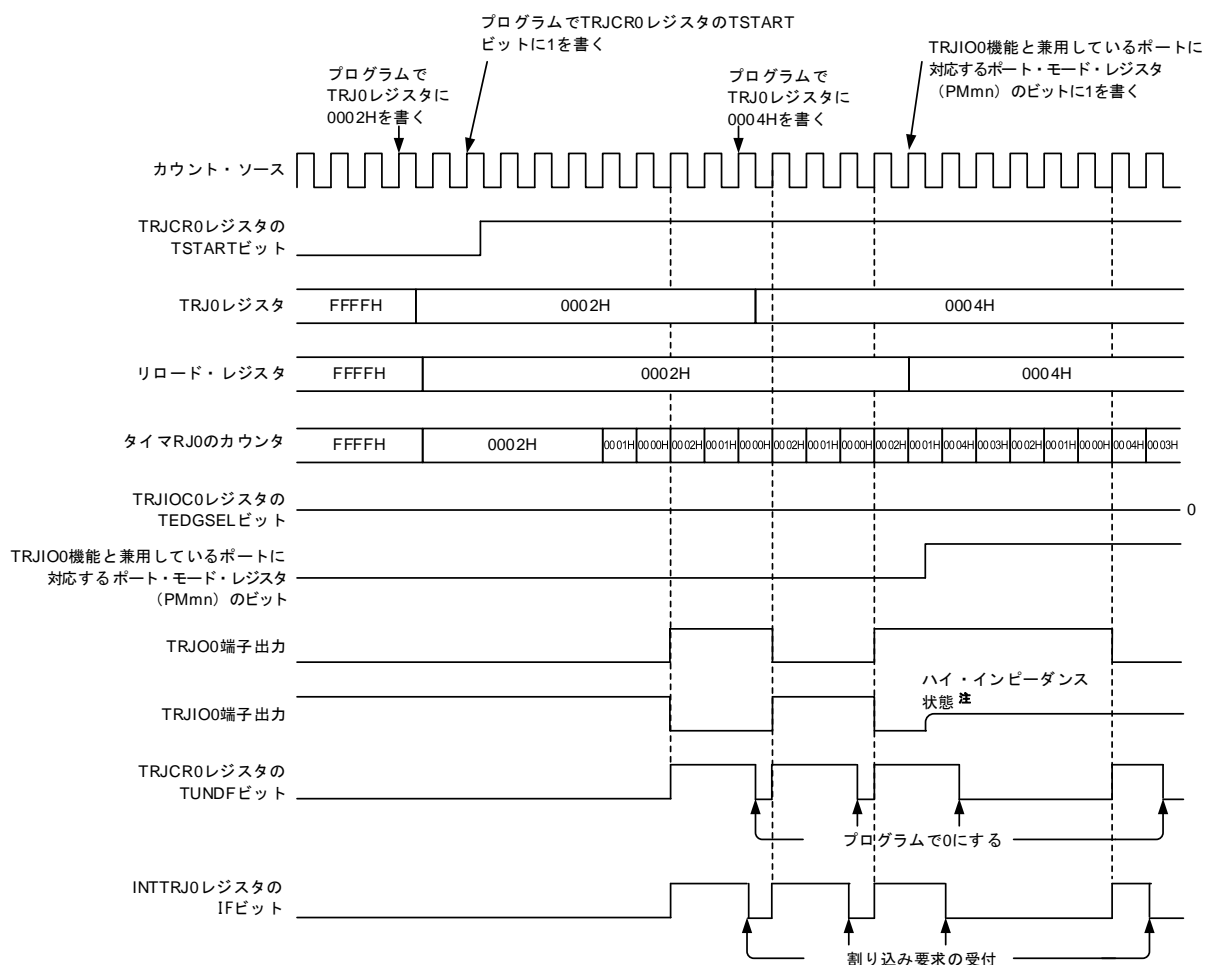 プログラムでTRJCR0レジスタのTSTART
ビットに1を書く
プログラムで
TRJ0レジスタに
0002Hを書く
プログラムで
TRJ0レジスタに
0004Hを書く
TRJIO0機能と兼用しているポートに
対応するポート・モード・レジスタ
（PMmn）のビットに1を書く
カウント・ソース
TRJCR0レジスタの
TSTARTビット
TRJ0レジスタ
FFFFH 0002H 0004H
リロード・レジスタ
FFFFH 0002H 0004H
タイマRJ0のカウンタ
FFFFH 0002H 0001H 0000H 0002H 0001H 0000H 0002H 0001H 0000H 0002H 0001H 0004H 0003H 0002H 0001H 0000H 0004H 0003H
TRJIOC0レジスタの
TEDGSELビット
0
TRJIO0機能と兼用しているポートに
対応するポート・モード・レジスタ
（PMmn）のビット
TRJO0端子出力
TRJIO0端子出力
ハイ・インピーダンス
状態注
TRJCR0レジスタの
TUNDFビット
プログラムで0にする
INTTRJ0レジスタの
IFビット
割り込み要求の受付